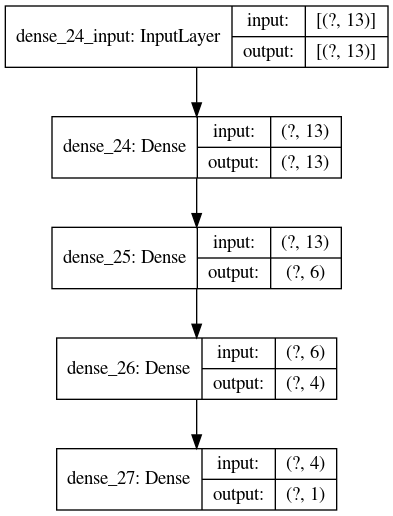 dense_24_input: InputLayer
input: [(?, 13)]
output: [(?, 13)]
dense_24: Dense
input: (?, 13)
output: (?, 13)
dense_25: Dense
input: (?, 13)
output: (?, 6)
dense_26: Dense
input: (?, 6)
output: (?, 4)
dense_27: Dense
input: (?, 4)
output: (?, 1)